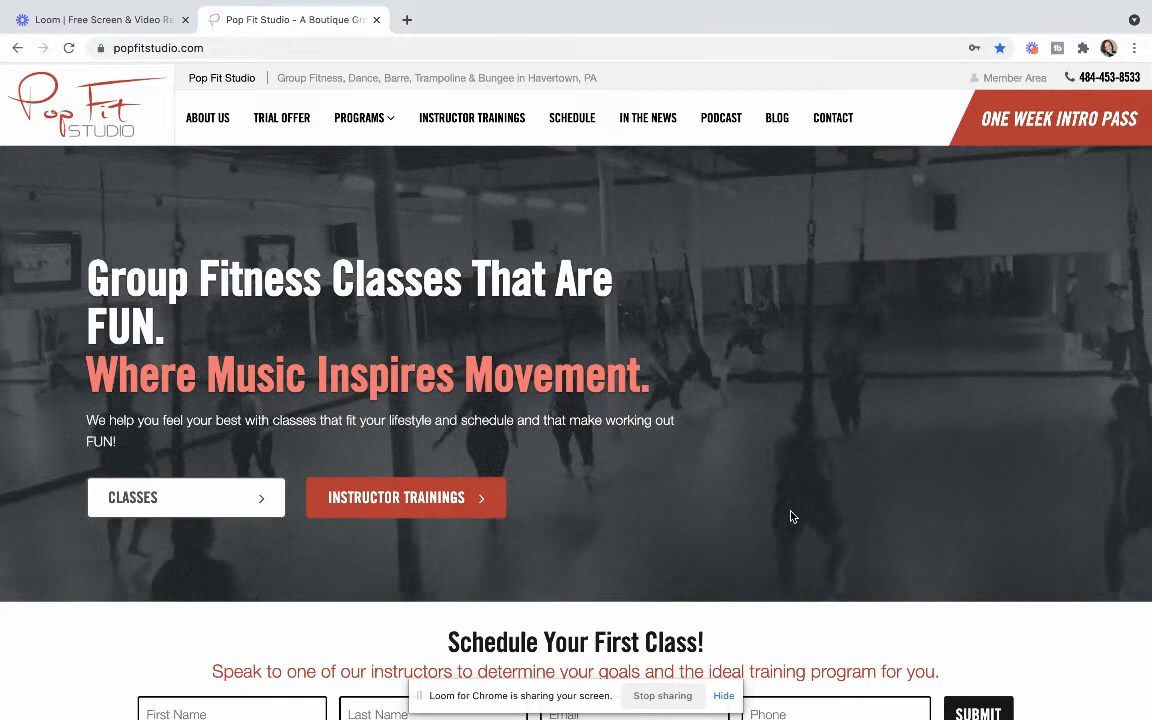 Loom | Free Screen & Video Re
Pop Fit Studio - A Boutique Gr
popfitstudio.com
Pop Fit STUDIO
Pop Fit Studio | Group Fitness, Dance, Barre, Trampoline & Bungee in Havertown, PA
Member Area 484-453-8533
ABOUT US TRIAL OFFER PROGRAMS INSTRUCTOR TRAININGS SCHEDULE IN THE NEWS PODCAST BLOG CONTACT
ONE WEEK INTRO PASS
Group Fitness Classes That Are
FUN.
Where Music Inspires Movement.
We help you feel your best with classes that fit your lifestyle and schedule and that make working out
FUN!
CLASSES
INSTRUCTOR TRAININGS
Schedule Your First Class!
Speak to one of our instructors to determine your goals and the ideal training program for you.
Loom for Chrome is sharing your screen. Stop sharing Hide
First Name Last Name Email Phone SUBMIT